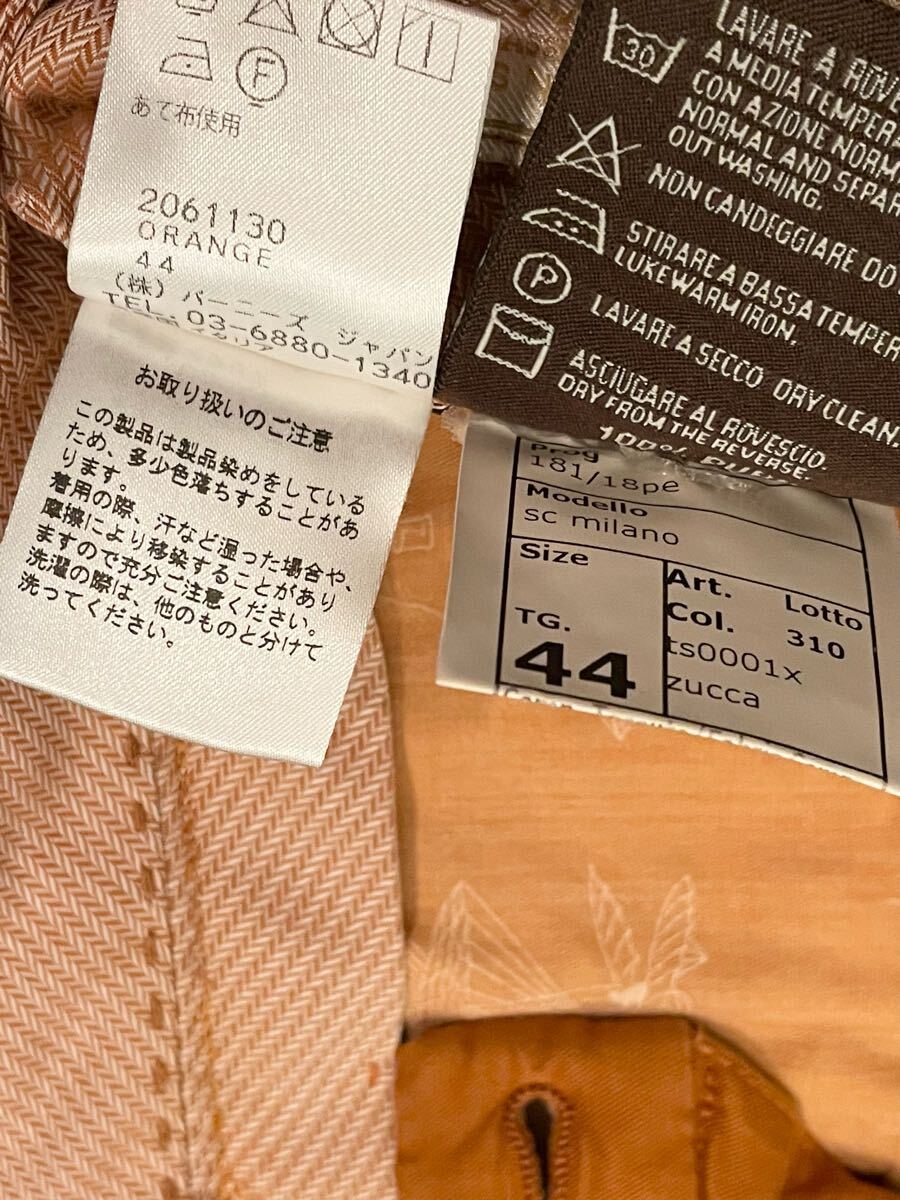 F
あて布使用
2061130
ORANGE
44
(株) バーニーズ ジャパン
TEL. 03-6880-1340
お取り扱いのご注意
この製品は製品染めをしている
ため、多少色落ちすることがあ
ります。
着用の際、汗など湿った場合や、
摩擦により移染することがあり
ますので充分ご注意ください。
洗濯の際は、他のものと分けて
洗ってください。
30
LAVARE A
A MEDIA
CON AZIONE
NORMAL AND
OUT WASHING.
NON CANDEGGIARE
STIRARE A BASSA
LUKEWARM IRON.
P
LAVARE A SECCO DRY CLEAN.
ASCIUGARE AL ROVESCIO.
DRY FROM THE REVERSE.
100%
Prog
181/18pe
Modello
sc milano
Size
TG.
44
Art. Lotto
Col. 310
ts0001x
zucca